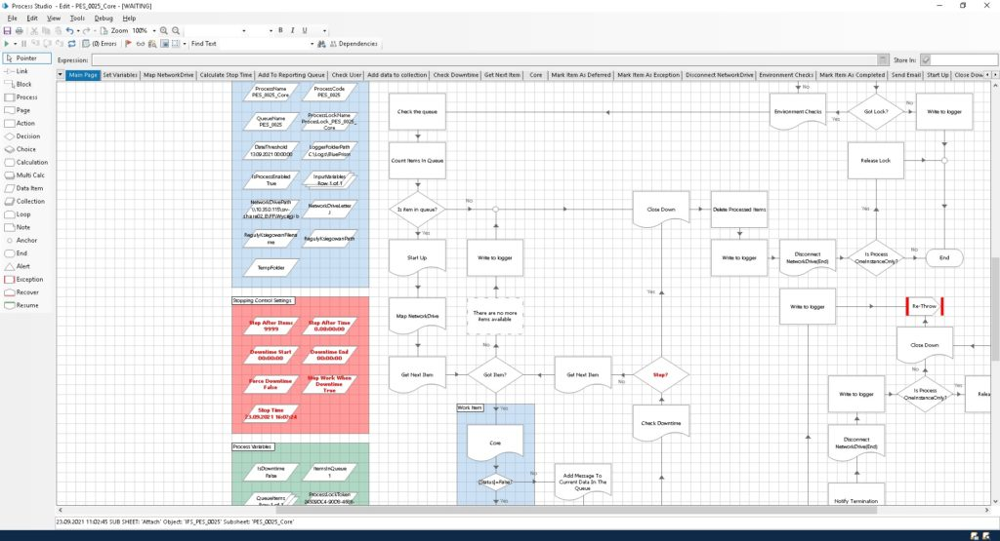 Process Studio - Edit - PES_0025_Core - [WAITING]
File Edit View Tools Debug Help
Zoom 100% B I U
(0) Errors Find Text Dependencies
Pointer
Link
Block
Process
Page
Action
Decision
Choice
Calculation
Multi Calc
Data Item
Collection
Loop
Note
Anchor
End
Alert
Exception
Recover
Resume
Expression: Store In:
Main Page Set Variables Map NetworkDrive Calculate Stop Time Add To Reporting Queue Check User Add data to collection Check Downtime Get Next Item Core Mark Item As Deferred Mark Item As Exception Disconnect NetworkDrive Environment Checks Mark Item As Completed Send Email Start Up Close Dow
ProcessName
PES_0025_Core
ProcessCode
PES_0025
QueueName
PES_0025
ProcessLockName
ProcesLock_PES_0025_
Core
DateThreshold
13.09.2021 00:00:00
LoggerFolderPath
C:\Logs\BluePrism
IsProcessEnabled
True
InputVariables
Row 1 of 1
NetworkDrivePath
NetworkDriveLetter
TempFolder
Stopping Control Settings
Stop After Items
9999
Stop After Time
0.00:00:00
Downtime Start
00:00:00
Downtime End
00:00:00
Force Downtime
False
Stop Work When
Downtime
True
Stop Time
23.09.2021 16:02:24
Process Variables
IsDowntime
False
ItemsInQueue
1
QueueItems
Row 1 of 1
ProcessLockToken
Check the queue
Count Items In Queue
Is item in queue?
No
Yes
Start Up
Map NetworkDrive
Get Next Item
Write to logger
There are no more
items available
No
Got Item?
Yes
Work Item
Core
[Status]=False?
No
Yes
Add Message To
Current Data In The
Queue
Get Next Item
No
Stop?
Yes
Check Downtime
Close Down
Delete Processed Items
Write to logger
Disconnect
NetworkDrive(End)
Is Process
OneInstanceOnly?
No
Yes
End
Release Lock
No
Environment Checks
Yes
Got Lock?
No
Write to logger
Write to logger
Re-Throw
Close Down
No
Write to logger
Is Process
OneInstanceOnly?
Yes
Relea
Disconnect
NetworkDrive(End)
Notify Termination
23.09.2021 11:02:45 SUB SHEET: 'Attach' Object: 'IFS_PES_0025' Subsheet: 'PES_0025_Core'